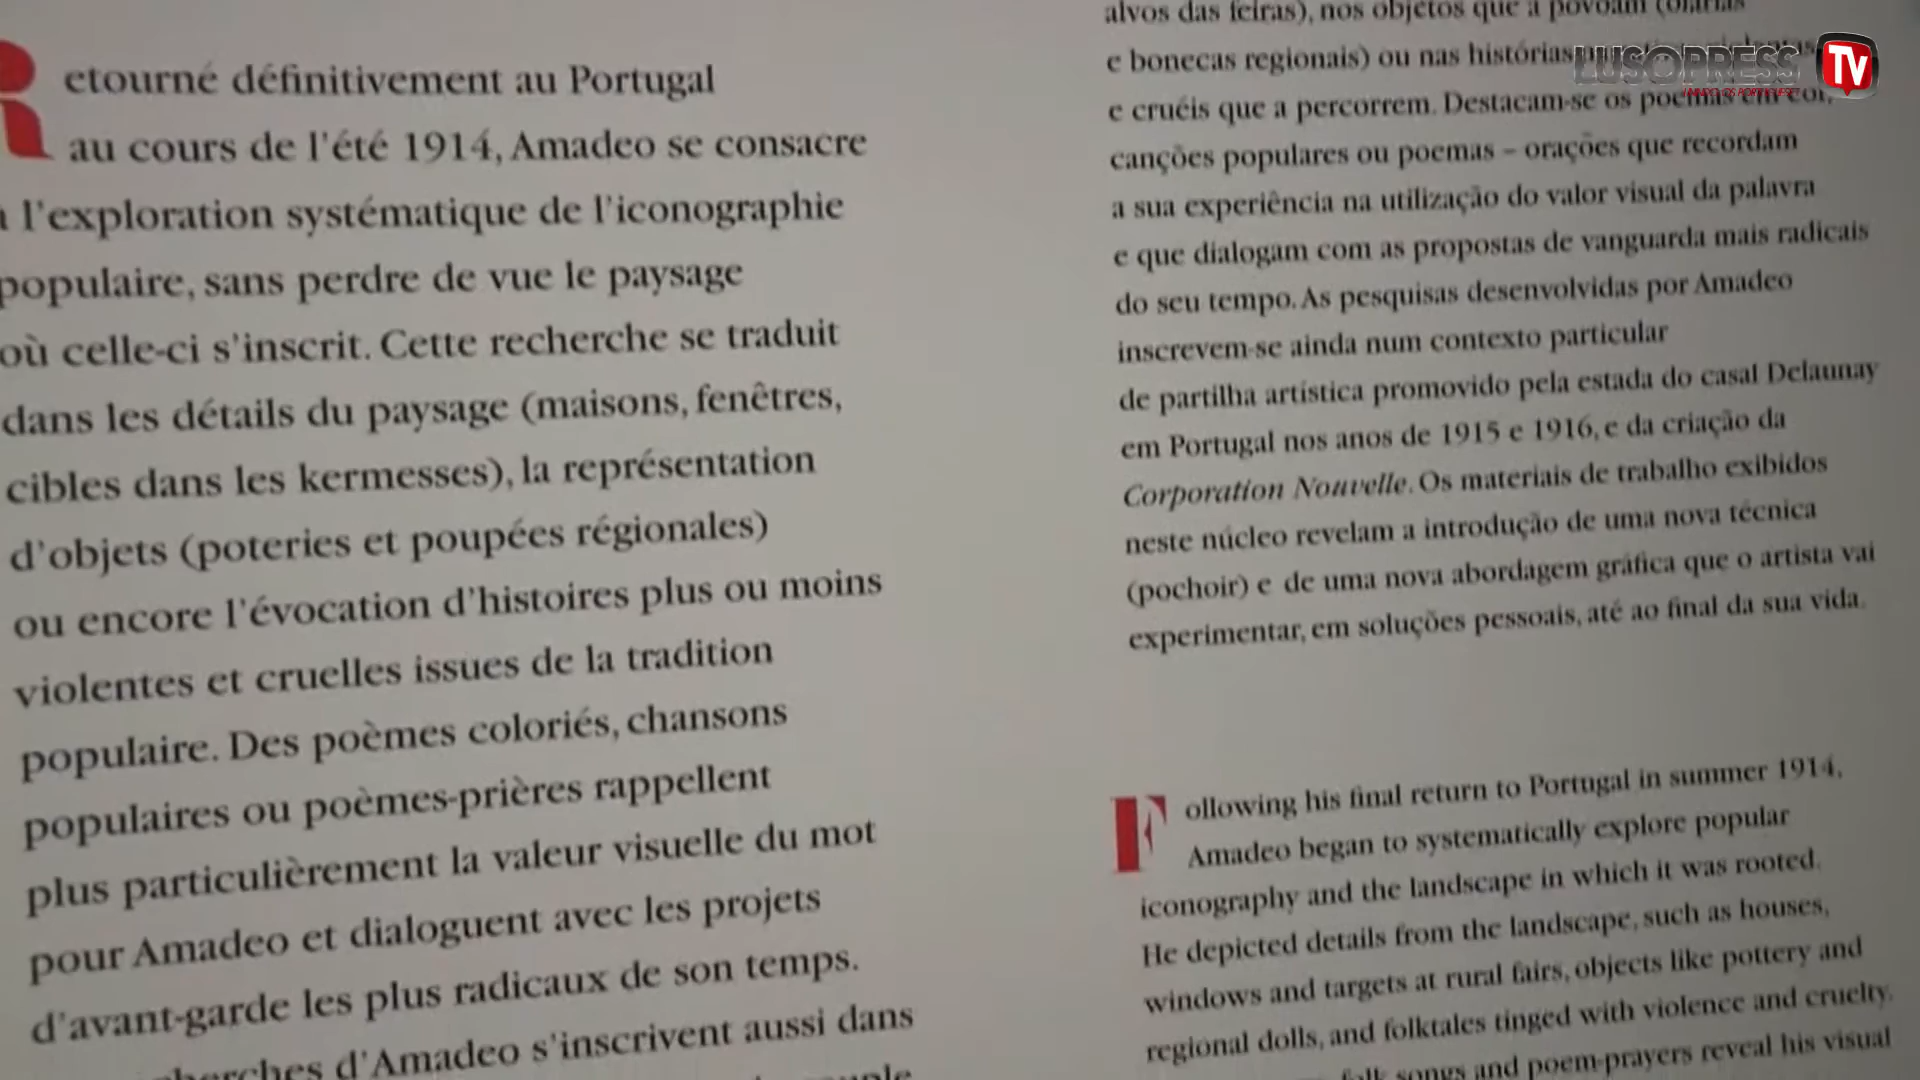 Retourné définitivement au Portugal
au cours de l'été 1914, Amadeo se consacre
l'exploration systématique de l'iconographie
populaire, sans perdre de vue le paysage
où celle-ci s'inscrit. Cette recherche se traduit
dans les détails du paysage (maisons, fenêtres,
cibles dans les kermesses), la représentation
d'objets (poteries et poupées régionales)
ou encore l'évocation d'histoires plus ou moins
violentes et cruelles issues de la tradition
populaire. Des poèmes coloriés, chansons
populaires ou poèmes-prières rappellent
plus particulièrement la valeur visuelle du mot
pour Amadeo et dialoguent avec les projets
d'avant-garde les plus radicaux de son temps.
d'Amadeo s'inscrivent aussi dans
alvos das feiras), nos objetos que a povoam (olarias
e bonecas regionais) ou nas histórias
e cruéis que a percorrem. Destacam-se os poemas em cor,
canções populares ou poemas – orações que recordam
a sua experiência na utilização do valor visual da palavra
e que dialogam com as propostas de vanguarda mais radicais
do seu tempo. As pesquisas desenvolvidas por Amadeo
inscrevem-se ainda num contexto particular
de partilha artística promovido pela estada do casal Delaunay
em Portugal nos anos de 1915 e 1916, e da criação da
Corporation Nouvelle. Os materiais de trabalho exibidos
neste núcleo revelam a introdução de uma nova técnica
(pochoir) e de uma nova abordagem gráfica que o artista vai
experimentar, em soluções pessoais, até ao final da sua vida.
Following his final return to Portugal in summer 1914,
Amadeo began to systematically explore popular
iconography and the landscape in which it was rooted.
He depicted details from the landscape, such as houses,
windows and targets at rural fairs, objects like pottery and
regional dolls, and folktales tinged with violence and cruelty.
folk songs and poem-prayers reveal his visual
LUSOPRESS TV